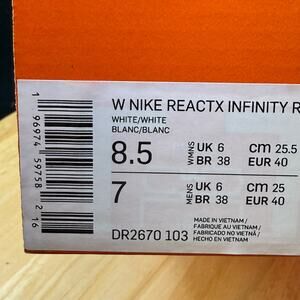 W NIKE REACTX INFINITY R
WHITE/WHITE
BLANC/BLANC
8.5 WMNS UK 6 cm 25.5
BR 38 EUR 40
7 MENS UK 6 cm 25
BR 38 EUR 40
DR2670 103
MADE IN VIETNAM /
FABRIQUÉ AU VIETNAM /
FABRICADO NO VIETNÃ /
HECHO EN VIETNAM
1 96974 59758 2 16